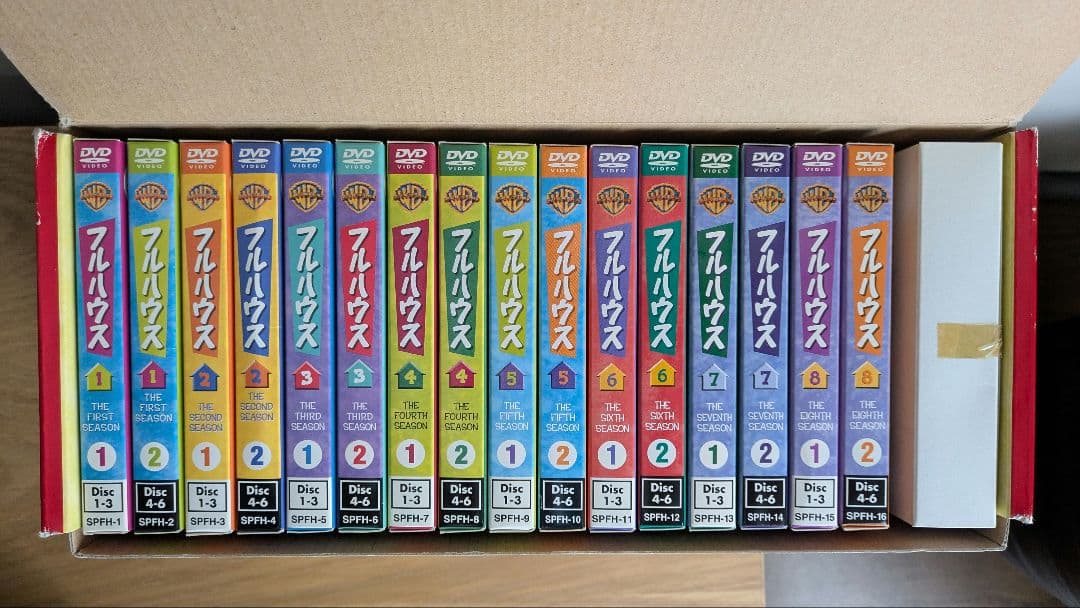 DVD
VIDEO
フルハウス
1
THE
FIRST
SEASON
1
Disc
1-3
SPFH-1
DVD
VIDEO
フルハウス
1
THE
FIRST
SEASON
2
Disc
4-6
SPFH-2
DVD
VIDEO
フルハウス
2
THE
SECOND
SEASON
1
Disc
1-3
SPFH-3
DVD
VIDEO
フルハウス
2
THE
SECOND
SEASON
2
Disc
4-6
SPFH-4
DVD
VIDEO
フルハウス
3
THE
THIRD
SEASON
1
Disc
1-3
SPFH-5
DVD
VIDEO
フルハウス
3
THE
THIRD
SEASON
2
Disc
4-6
SPFH-6
DVD
VIDEO
フルハウス
4
THE
FOURTH
SEASON
1
Disc
1-3
SPFH-7
DVD
VIDEO
フルハウス
4
THE
FOURTH
SEASON
2
Disc
4-6
SPFH-8
DVD
VIDEO
フルハウス
5
THE
FIFTH
SEASON
1
Disc
1-3
SPFH-9
DVD
VIDEO
フルハウス
5
THE
FIFTH
SEASON
2
Disc
4-6
SPFH-10
DVD
VIDEO
フルハウス
6
THE
SIXTH
SEASON
1
Disc
1-3
SPFH-11
DVD
VIDEO
フルハウス
6
THE
SIXTH
SEASON
2
Disc
4-6
SPFH-12
DVD
VIDEO
フルハウス
7
THE
SEVENTH
SEASON
1
Disc
1-3
SPFH-13
DVD
VIDEO
フルハウス
7
THE
SEVENTH
SEASON
2
Disc
4-6
SPFH-14
DVD
VIDEO
フルハウス
8
THE
EIGHTH
SEASON
1
Disc
1-3
SPFH-15
DVD
VIDEO
フルハウス
8
THE
EIGHTH
SEASON
2
Disc
4-6
SPFH-16